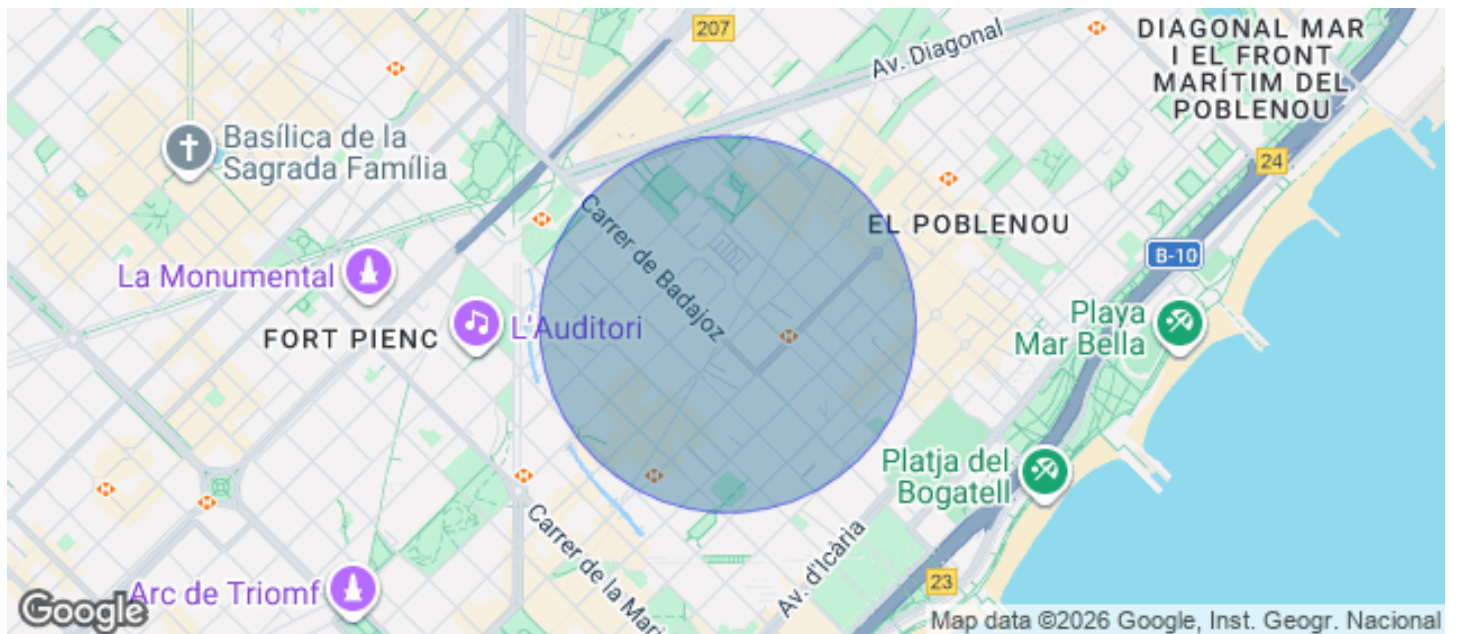 207
Av. Diagonal
DIAGONAL MAR
I EL FRONT
MARÍTIM DEL
POBLENOU
Basílica de la
Sagrada Família
24
Carrer de Badajoz
EL POBLENOU
B-10
La Monumental
L'Auditori
FORT PIENC
Playa
Mar Bella
Platja del
Bogatell
Carrer de la Mari
Av. d'Icària
23
Arc de Triomf
Google
Map data ©2026 Google, Inst. Geogr. Nacional